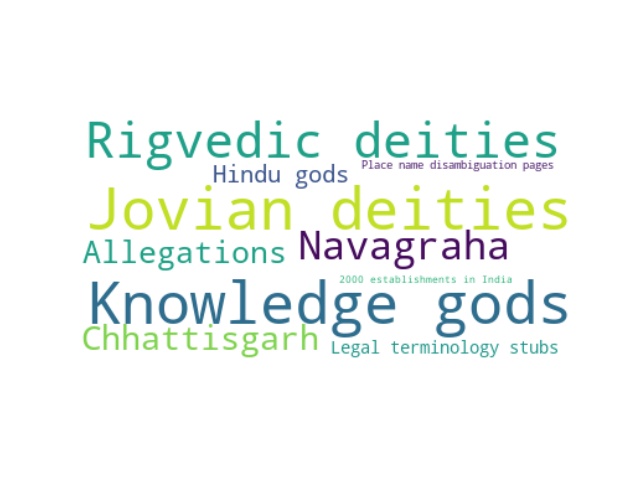 Rigvedic deities
Place name disambiguation pages
Hindu gods
Jovian deities
Allegations
Navagraha
2000 establishments in India
Knowledge gods
Chhattisgarh
Legal terminology stubs